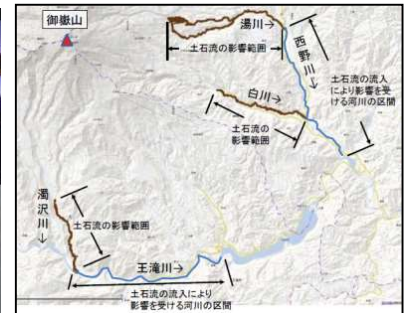 御嶽山
湯川→
土石流の影響範囲
西野川→
土石流の流入
により影響を受
ける河川の区間
白川→
土石流の
影響範囲
濁沢川→
土石流の影響範囲
王滝川→
土石流の流入により
影響を受ける河川の区間